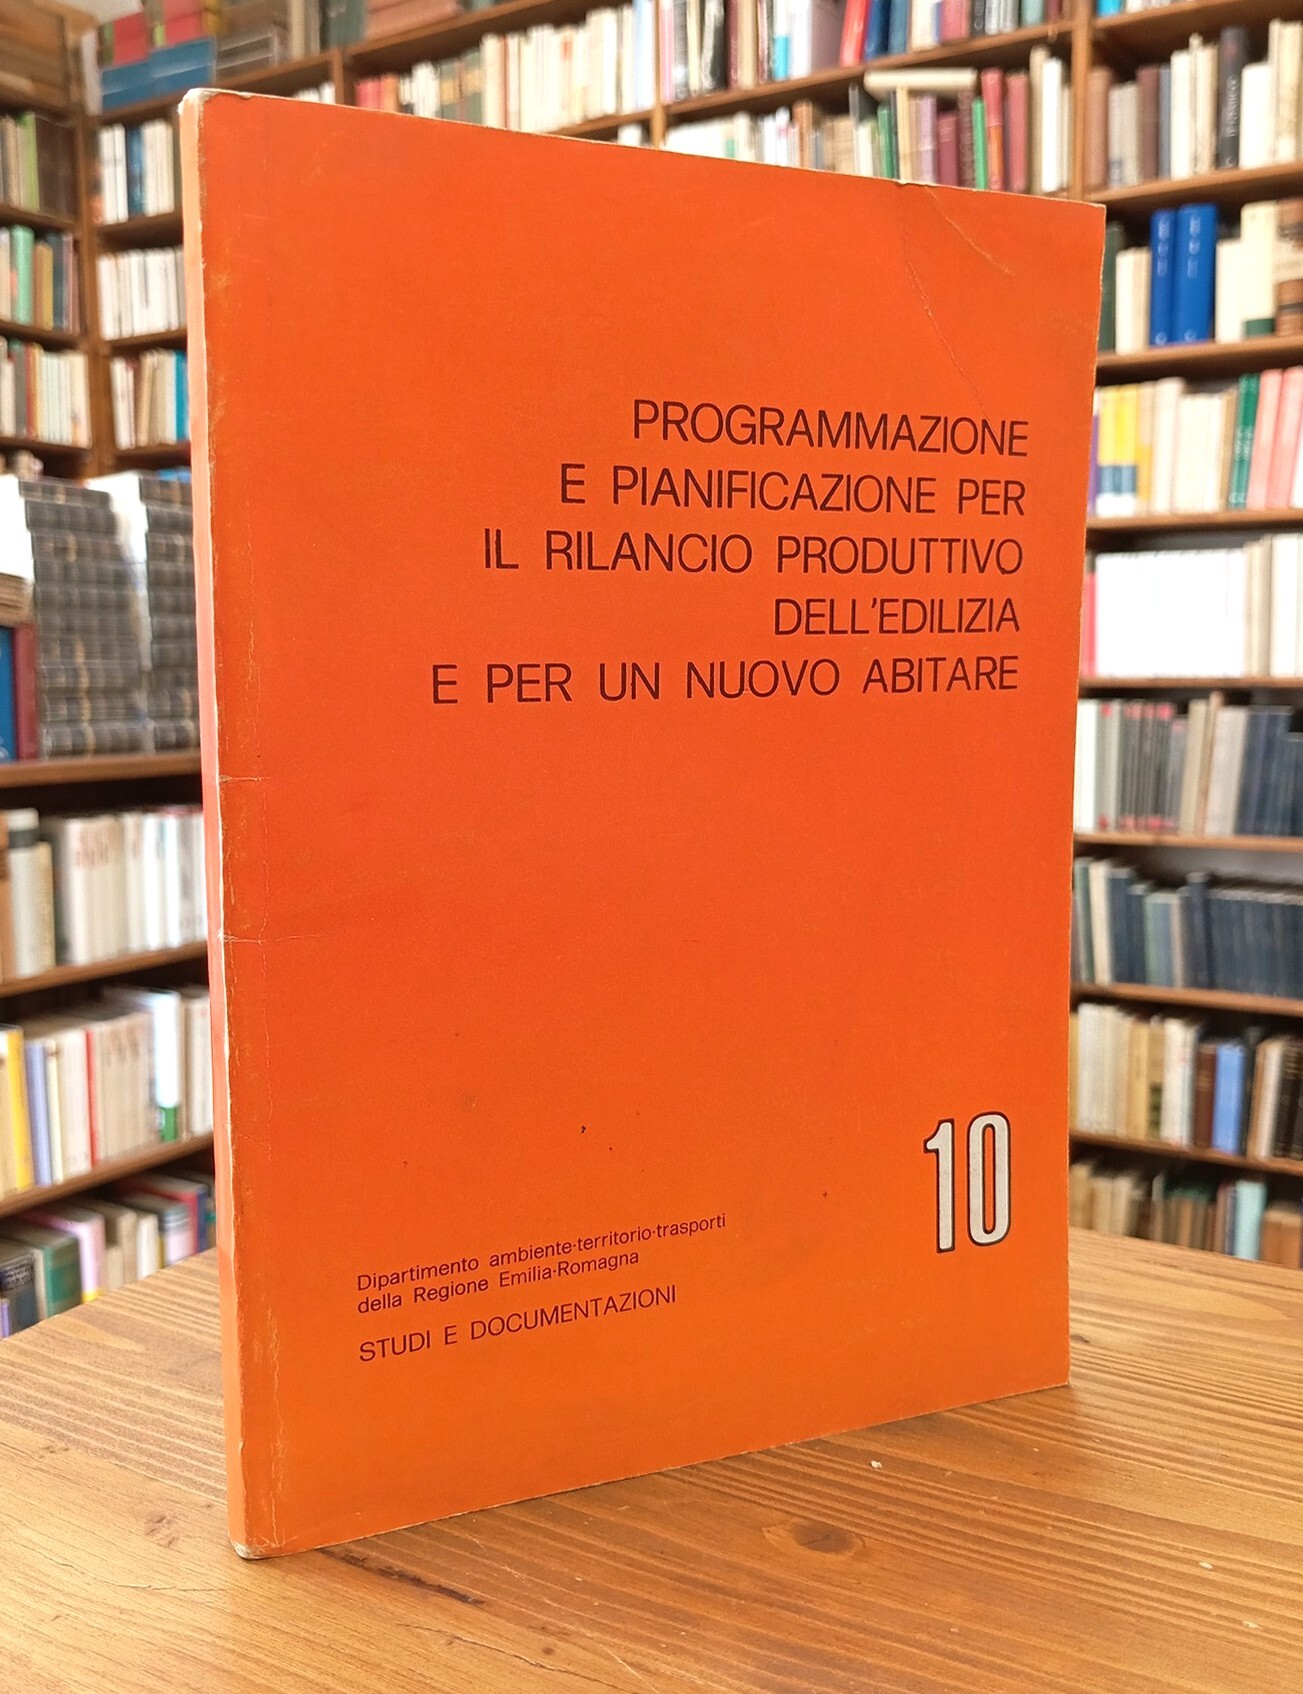 PROGRAMMAZIONE
E PIANIFICAZIONE PER
IL RILANCIO PRODUTTIVO
DELL'EDILIZIA
E PER UN NUOVO ABITARE
10
Dipartimento ambiente-territorio-trasporti
della Regione Emilia-Romagna
STUDI E DOCUMENTAZIONI